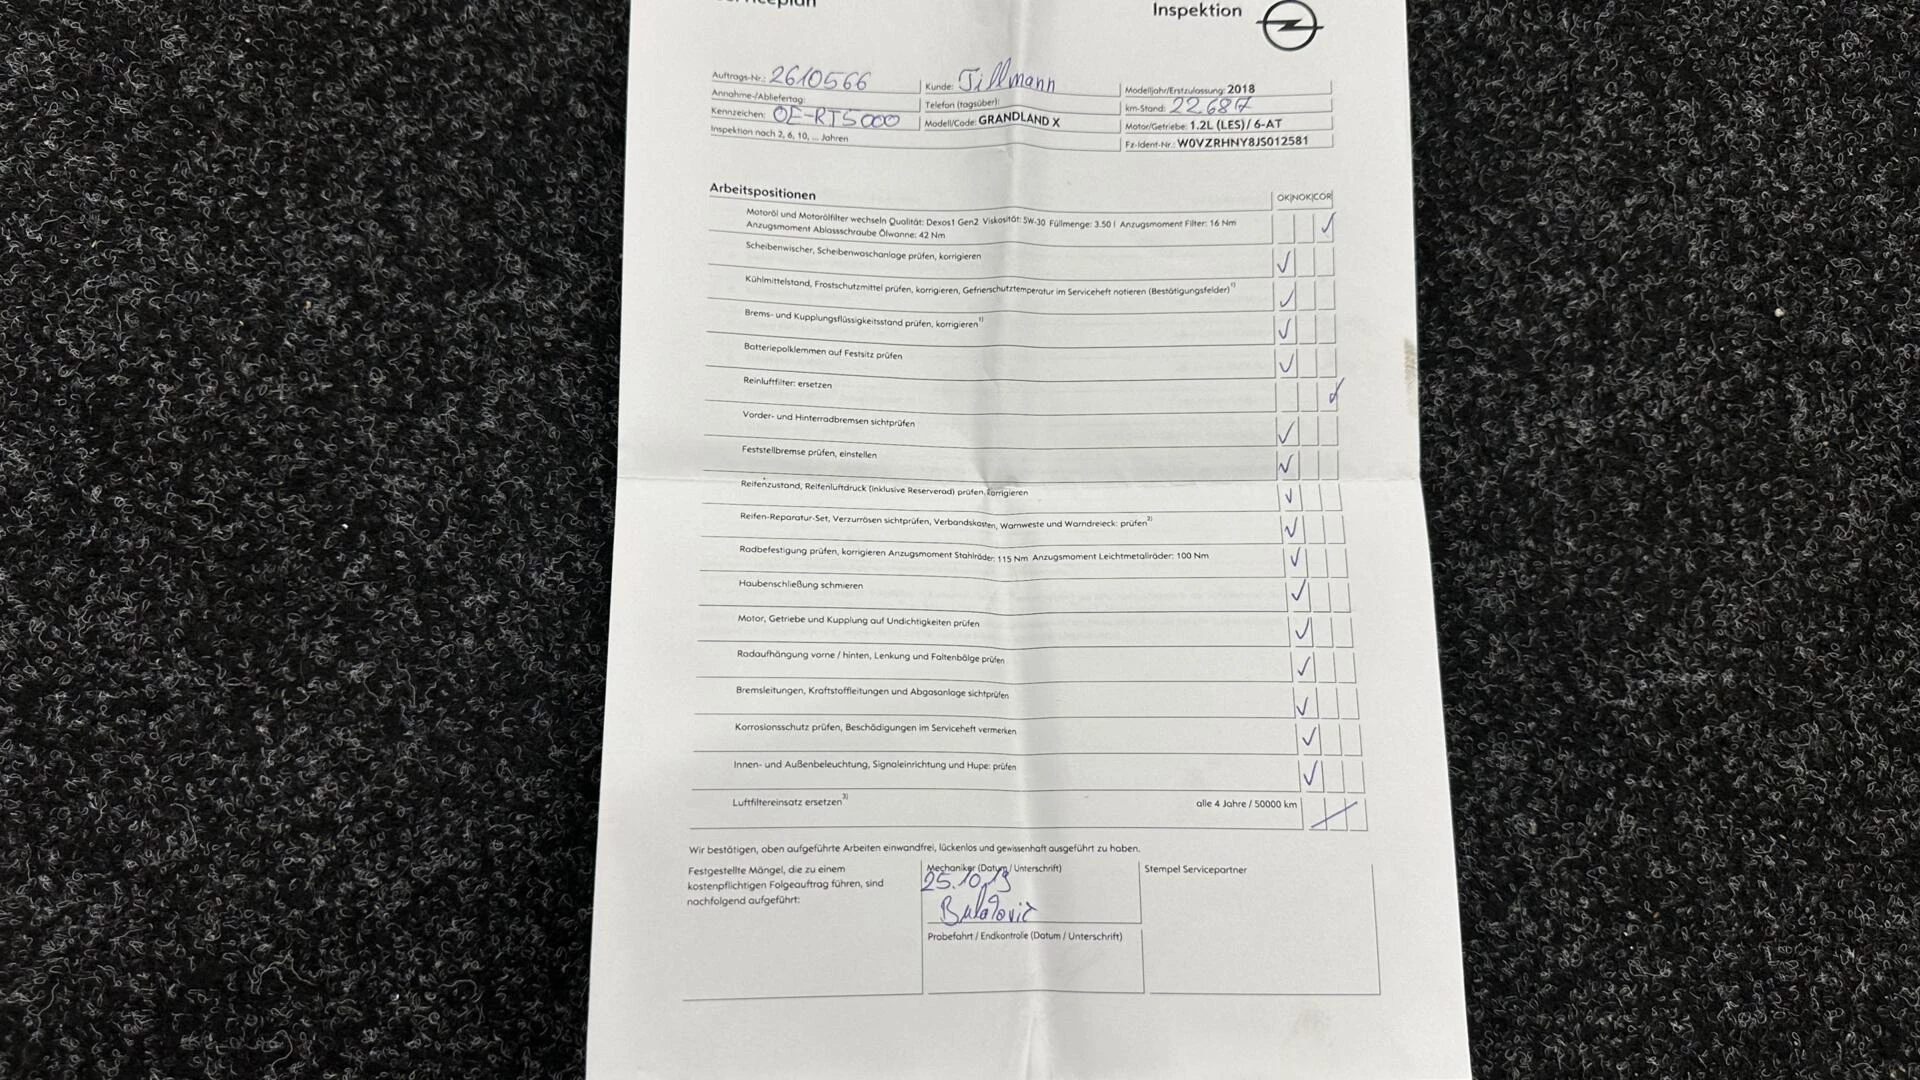 Serviceplan
Inspektion
Auftrags-Nr.: 2610566
Kunde: Tillmann
Modelljahr/Erstzulassung: 2018
Annahme-/Abliefertag:
Telefon (tagsüber):
km-Stand: 22687
Kennzeichen: OE-RT5000
Modell/Code: GRANDLAND X
Motor/Getriebe: 1.2L (LES) / 6-AT
Inspektion nach 2, 6, 10, ... Jahren
Fz-Ident-Nr.: W0VZRHNY8JS012581
Arbeitspositionen
OK|NOK|COR
Motoröl und Motorölfilter wechseln Qualität: Dexos1 Gen2 Viskosität: 5W-30 Füllmenge: 3.50 l Anzugsmoment Filter: 16 Nm
Anzugsmoment Ablassschraube Ölwanne: 42 Nm
Scheibenwischer, Scheibenwaschanlage prüfen, korrigieren
Kühlmittelstand, Frostschutzmittel prüfen, korrigieren, Gefrierschutztemperatur im Serviceheft notieren (Bestätigungsfelder)1)
Brems- und Kupplungsflüssigkeitsstand prüfen, korrigieren1)
Batteriepolklemmen auf Festsitz prüfen
Reinluftfilter: ersetzen
Vorder- und Hinterradbremsen sichtprüfen
Feststellbremse prüfen, einstellen
Reifenzustand, Reifenluftdruck (inklusive Reserverad) prüfen, korrigieren
Reifen-Reparatur-Set, Verzurrösen sichtprüfen, Verbandskasten, Warnweste und Warndreieck: prüfen2)
Radbefestigung prüfen, korrigieren Anzugsmoment Stahlräder: 115 Nm Anzugsmoment Leichtmetallräder: 100 Nm
Haubenschließung schmieren
Motor, Getriebe und Kupplung auf Undichtigkeiten prüfen
Radaufhängung vorne / hinten, Lenkung und Faltenbälge prüfen
Bremsleitungen, Kraftstoffleitungen und Abgasanlage sichtprüfen
Korrosionsschutz prüfen, Beschädigungen im Serviceheft vermerken
Innen- und Außenbeleuchtung, Signaleinrichtung und Hupe: prüfen
Luftfiltereinsatz ersetzen3) alle 4 Jahre / 50000 km
Wir bestätigen, oben aufgeführte Arbeiten einwandfrei, lückenlos und gewissenhaft ausgeführt zu haben.
Festgestellte Mängel, die zu einem
kostenpflichtigen Folgeauftrag führen, sind
nachfolgend aufgeführt:
Mechaniker (Datum / Unterschrift)
25.10.19
Bulatović
Probefahrt / Endkontrolle (Datum / Unterschrift)
Stempel Servicepartner